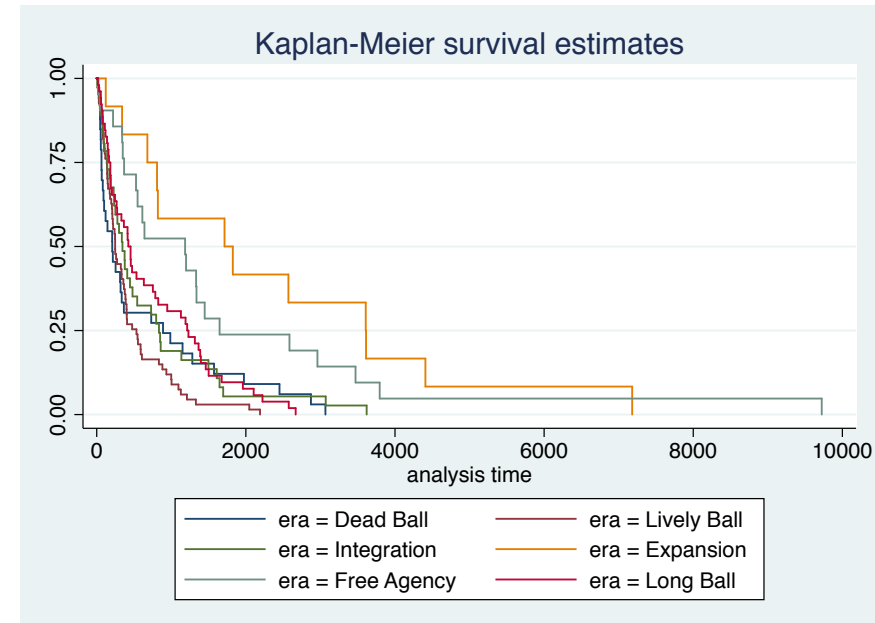 Kaplan-Meier survival estimates
1.00
0.75
0.50
0.25
0.00
0 2000 4000 6000 8000 10000
analysis time
era = Dead Ball era = Lively Ball
era = Integration era = Expansion
era = Free Agency era = Long Ball